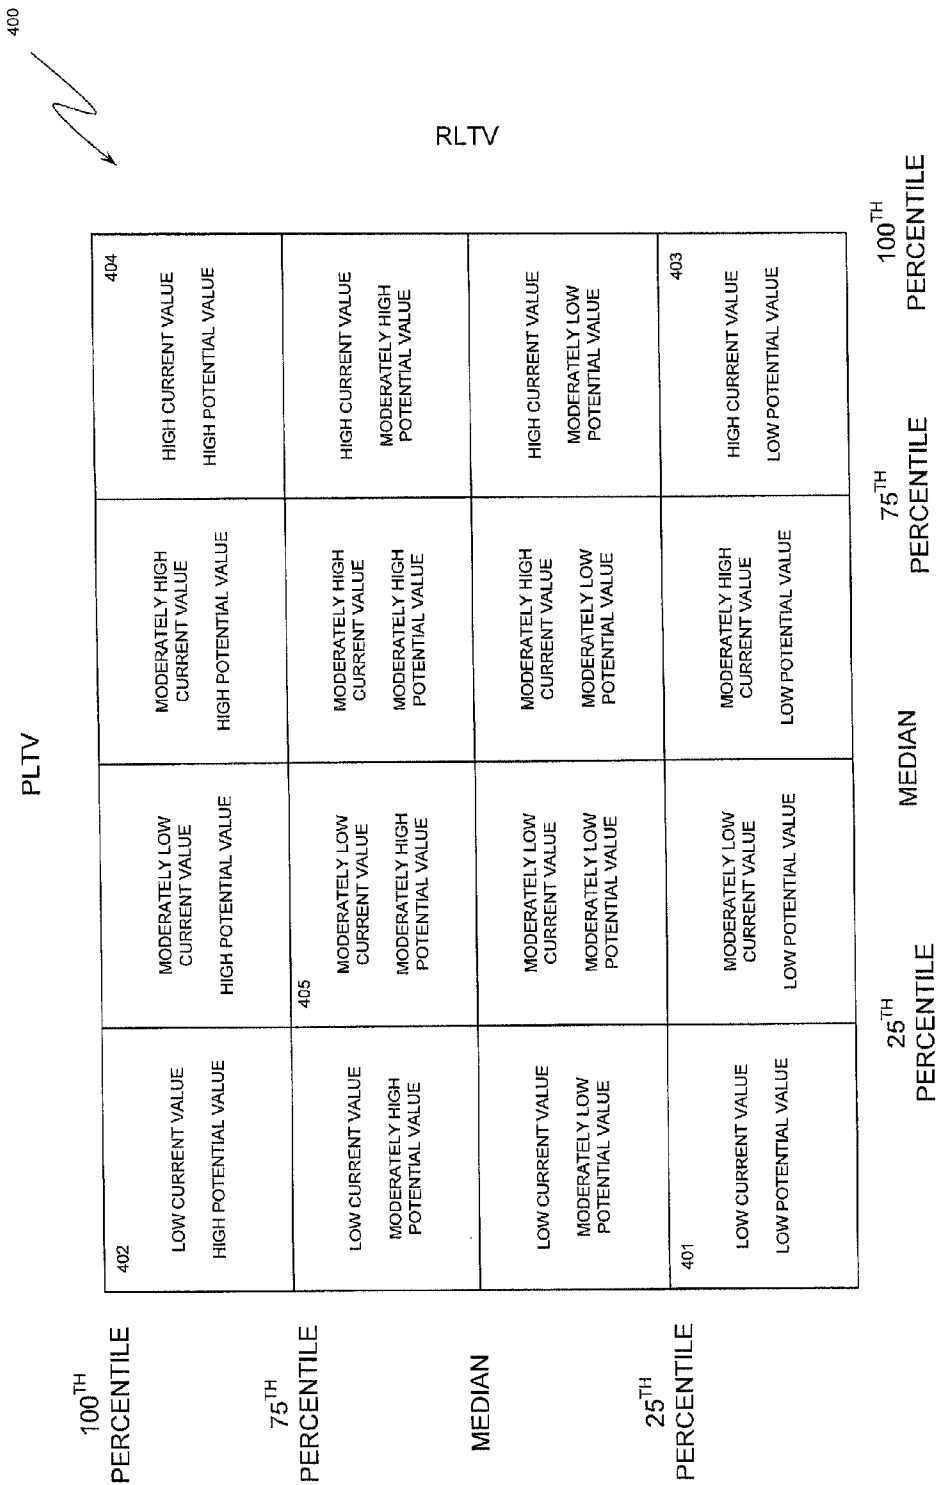 400
PLTV
RLTV
100TH
PERCENTILE
402
LOW CURRENT VALUE
HIGH POTENTIAL VALUE
MODERATELY LOW
CURRENT VALUE
HIGH POTENTIAL VALUE
MODERATELY HIGH
CURRENT VALUE
HIGH POTENTIAL VALUE
404
HIGH CURRENT VALUE
HIGH POTENTIAL VALUE
75TH
PERCENTILE
LOW CURRENT VALUE
MODERATELY HIGH
POTENTIAL VALUE
405
MODERATELY LOW
CURRENT VALUE
MODERATELY HIGH
POTENTIAL VALUE
MODERATELY HIGH
CURRENT VALUE
MODERATELY HIGH
POTENTIAL VALUE
HIGH CURRENT VALUE
MODERATELY HIGH
POTENTIAL VALUE
MEDIAN
LOW CURRENT VALUE
MODERATELY LOW
POTENTIAL VALUE
MODERATELY LOW
CURRENT VALUE
MODERATELY LOW
POTENTIAL VALUE
MODERATELY HIGH
CURRENT VALUE
MODERATELY LOW
POTENTIAL VALUE
HIGH CURRENT VALUE
MODERATELY LOW
POTENTIAL VALUE
25TH
PERCENTILE
401
LOW CURRENT VALUE
LOW POTENTIAL VALUE
MODERATELY LOW
CURRENT VALUE
LOW POTENTIAL VALUE
MODERATELY HIGH
CURRENT VALUE
LOW POTENTIAL VALUE
403
HIGH CURRENT VALUE
LOW POTENTIAL VALUE
25TH
PERCENTILE
MEDIAN
75TH
PERCENTILE
100TH
PERCENTILE